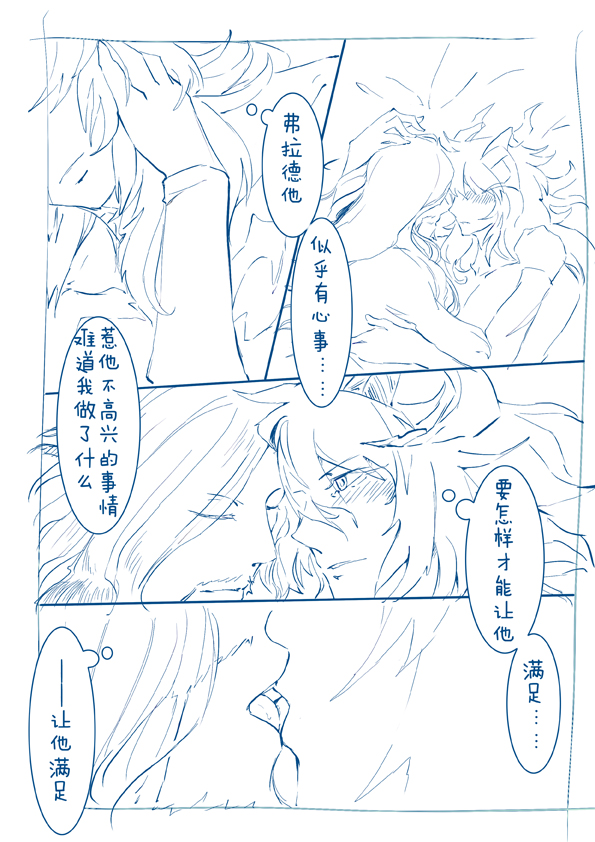 弗拉德他
似乎有心事……
难道我做了什么
惹他不高兴的事情
要怎样才能让他
满足……
——让他满足